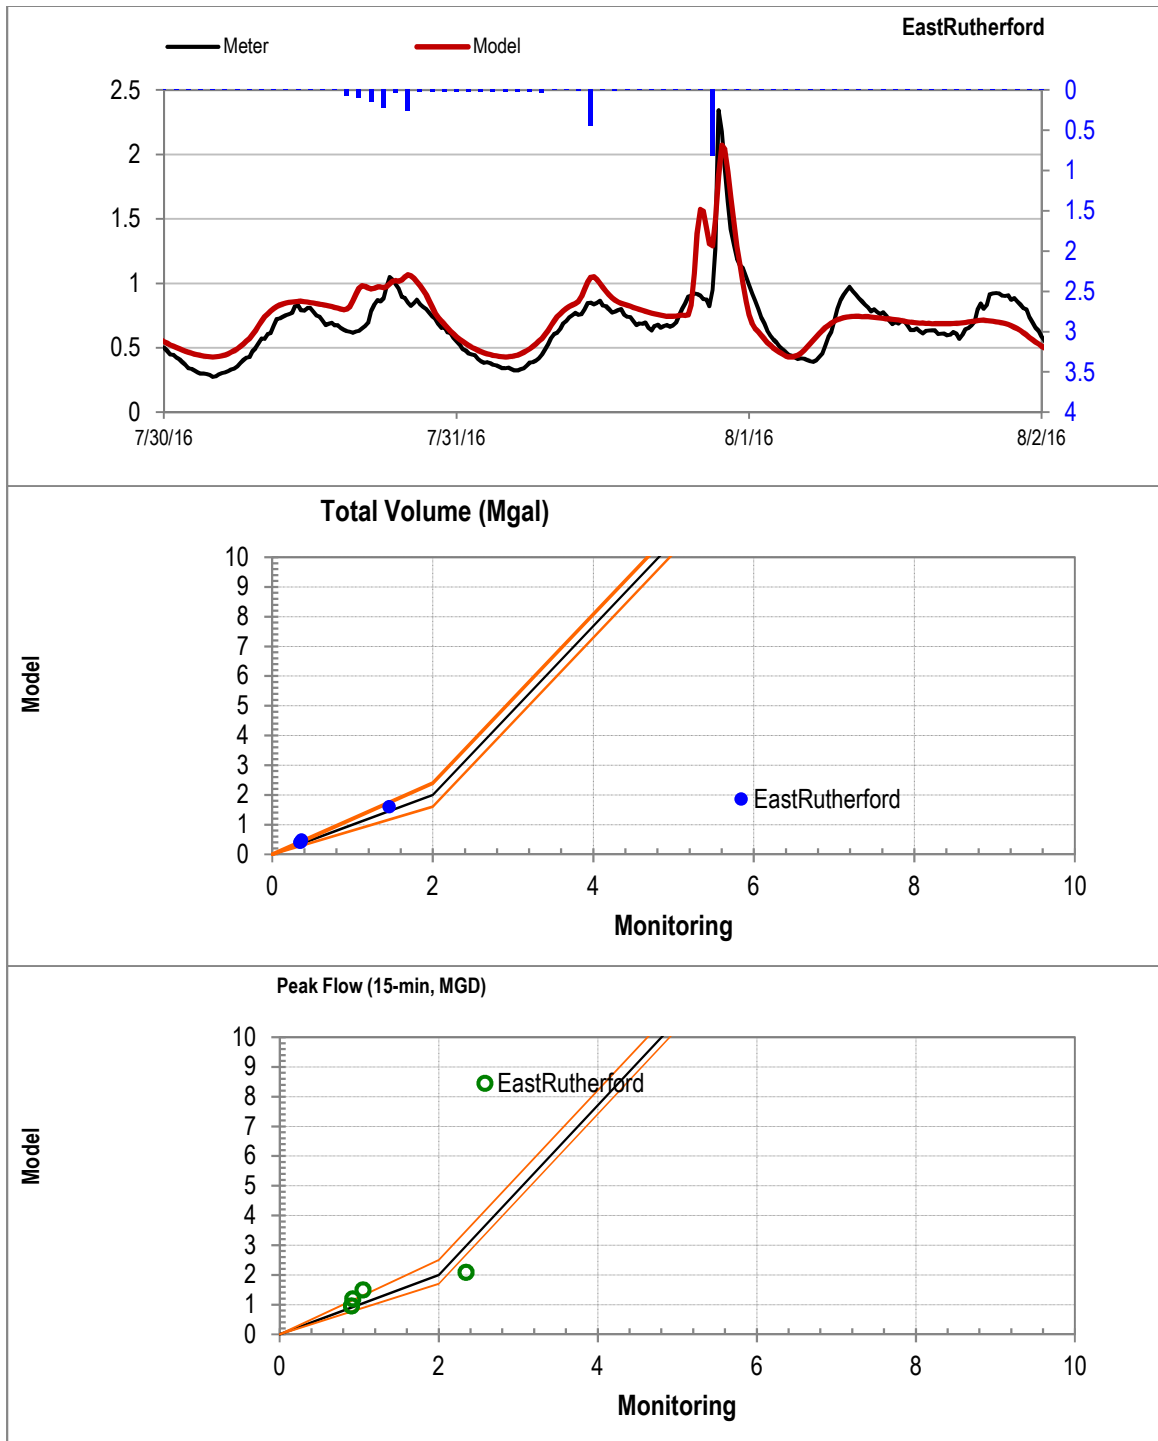 EastRutherford
Meter Model
2.5 0
0.5
2 1
1.5 1.5
2
1 2.5
3
0.5 3.5
0 4
7/30/16 7/31/16 8/1/16 8/2/16
Total Volume (Mgal)
10
9
8
7
6
5
4
3
2
1
0
Model
EastRutherford
0 2 4 6 8 10
Monitoring
Peak Flow (15-min, MGD)
10
9
8
7
6
5
4
3
2
1
0
Model
EastRutherford
0 2 4 6 8 10
Monitoring